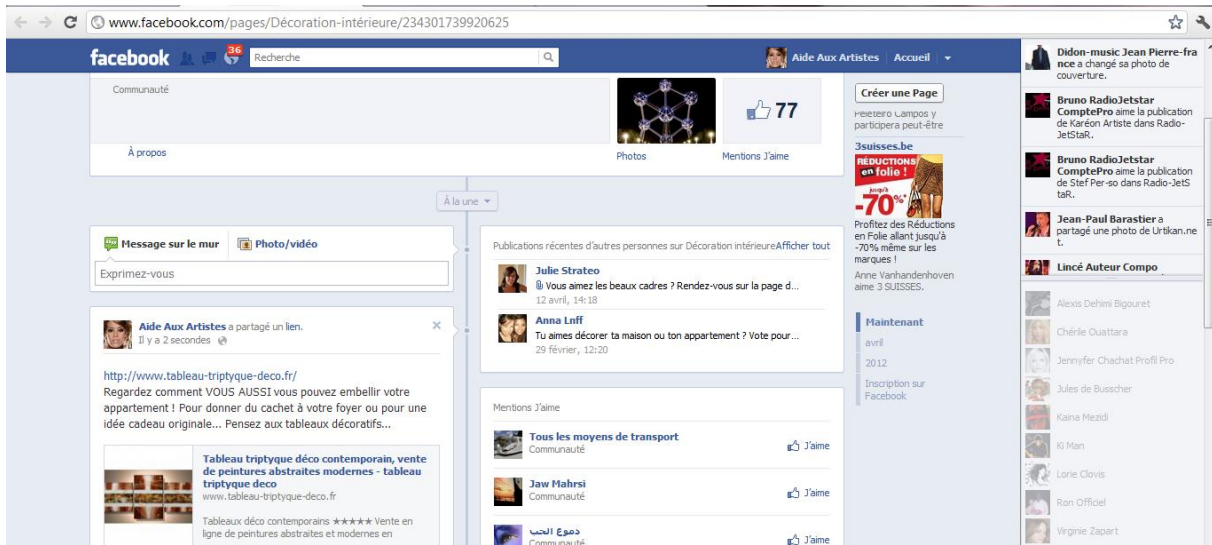 www.facebook.com/pages/Décoration-intérieure/234301739920625
facebook
36
Recherche
Aide Aux Artistes
Accueil
Communauté
À propos
Photos
77
Mentions J'aime
À la une
Message sur le mur
Photo/vidéo
Exprimez-vous
Aide Aux Artistes a partagé un lien.
Il y a 2 secondes
http://www.tableau-triptyque-deco.fr/
Regardez comment VOUS AUSSI vous pouvez embellir votre
appartement ! Pour donner du cachet à votre foyer ou pour une
idée cadeau originale... Pensez aux tableaux décoratifs...
Tableau triptyque déco contemporain, vente
de peintures abstraites modernes - tableau
triptyque deco
www.tableau-triptyque-deco.fr
Tableaux déco contemporains ★★★★★ Vente en
ligne de peintures abstraites et modernes en
Publications récentes d'autres personnes sur Décoration intérieure
Afficher tout
Julie Strateo
Vous aimez les beaux cadres ? Rendez-vous sur la page d...
12 avril, 14:18
Anna Lnff
Tu aimes décorer ta maison ou ton appartement ? Vote pour...
29 février, 12:20
Mentions J'aime
Tous les moyens de transport
Communauté
J'aime
Jaw Mahrsi
Communauté
J'aime
دموع الحب
Communauté
J'aime
Créer une Page
Campos y
participera peut-être
3suisses.be
RÉDUCTIONS
en folie !
jusqu'à
-70%*
Profitez des Réductions
en Folie allant jusqu'à
-70% même sur les
marques !
Anne Vanhandenhoven
aime 3 SUISSES.
Maintenant
avril
2012
Inscription sur
Facebook
Didon-music Jean Pierre-fra
nce a changé sa photo de
couverture.
Bruno RadioJetstar
ComptePro aime la publication
de Karéon Artiste dans Radio-
JetStaR.
Bruno RadioJetstar
ComptePro aime la publication
de Stef Per-so dans Radio-JetS
taR.
Jean-Paul Barastier a
partagé une photo de Urtikan.ne
t.
Lincé Auteur Compo
Alexis Dehimi Bigouret
Chérile Ouattara
Jennyfer Chachat Profil Pro
Jules de Busscher
Kaina Mezidi
Ki Man
Lorie Clovis
Ron Officiel
Virginie Zapart